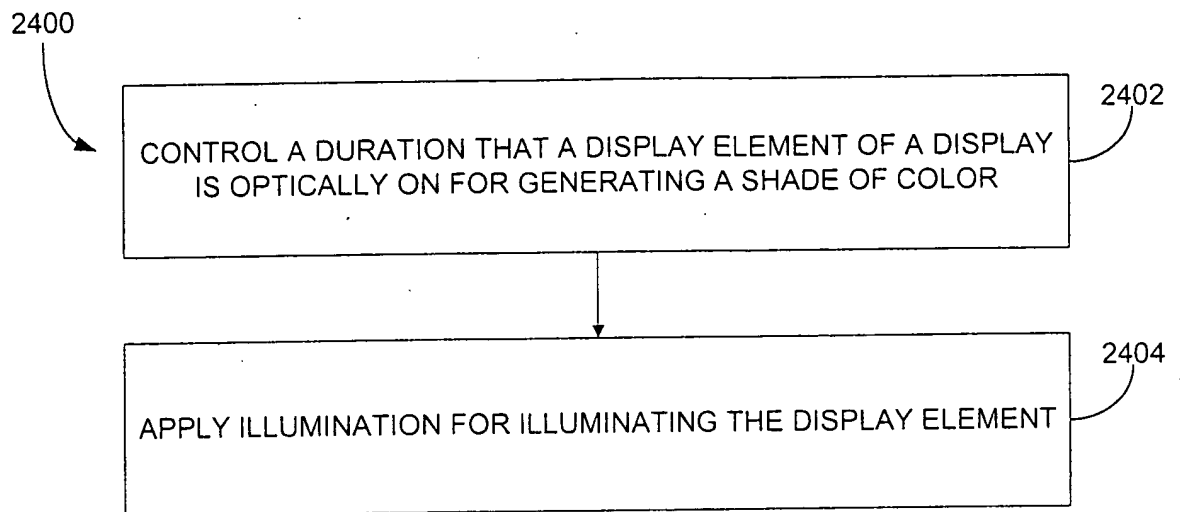 2400
2402
CONTROL A DURATION THAT A DISPLAY ELEMENT OF A DISPLAY
IS OPTICALLY ON FOR GENERATING A SHADE OF COLOR
2404
APPLY ILLUMINATION FOR ILLUMINATING THE DISPLAY ELEMENT